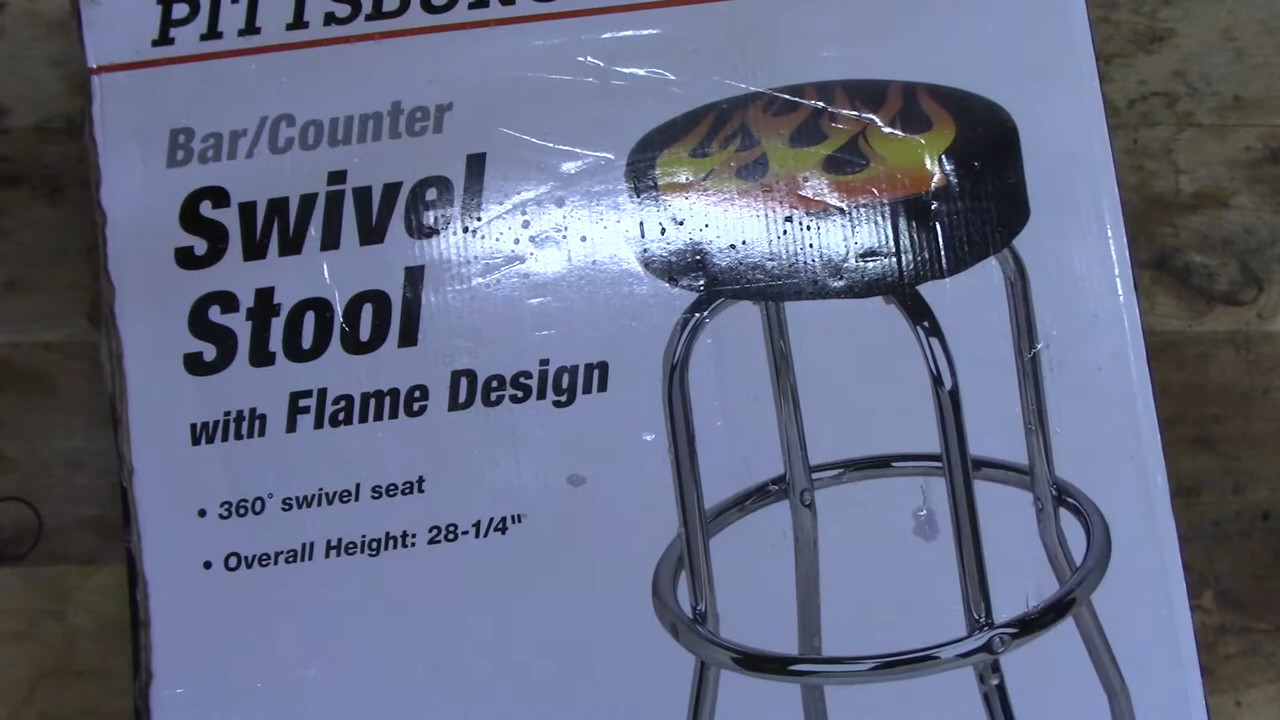 Bar/Counter
Swivel
Stool
with Flame Design
• 360° swivel seat
• Overall Height: 28-1/4"